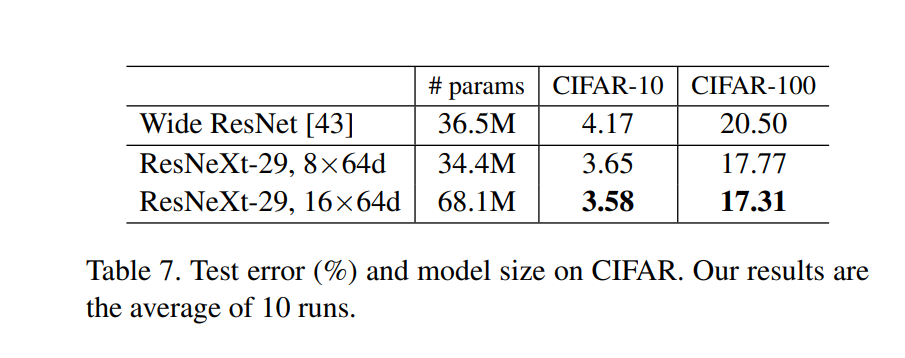 # params CIFAR-10 CIFAR-100
Wide ResNet [43] 36.5M 4.17 20.50
ResNeXt-29, 8×64d 34.4M 3.65 17.77
ResNeXt-29, 16×64d 68.1M 3.58 17.31
Table 7. Test error (%) and model size on CIFAR. Our results are
the average of 10 runs.